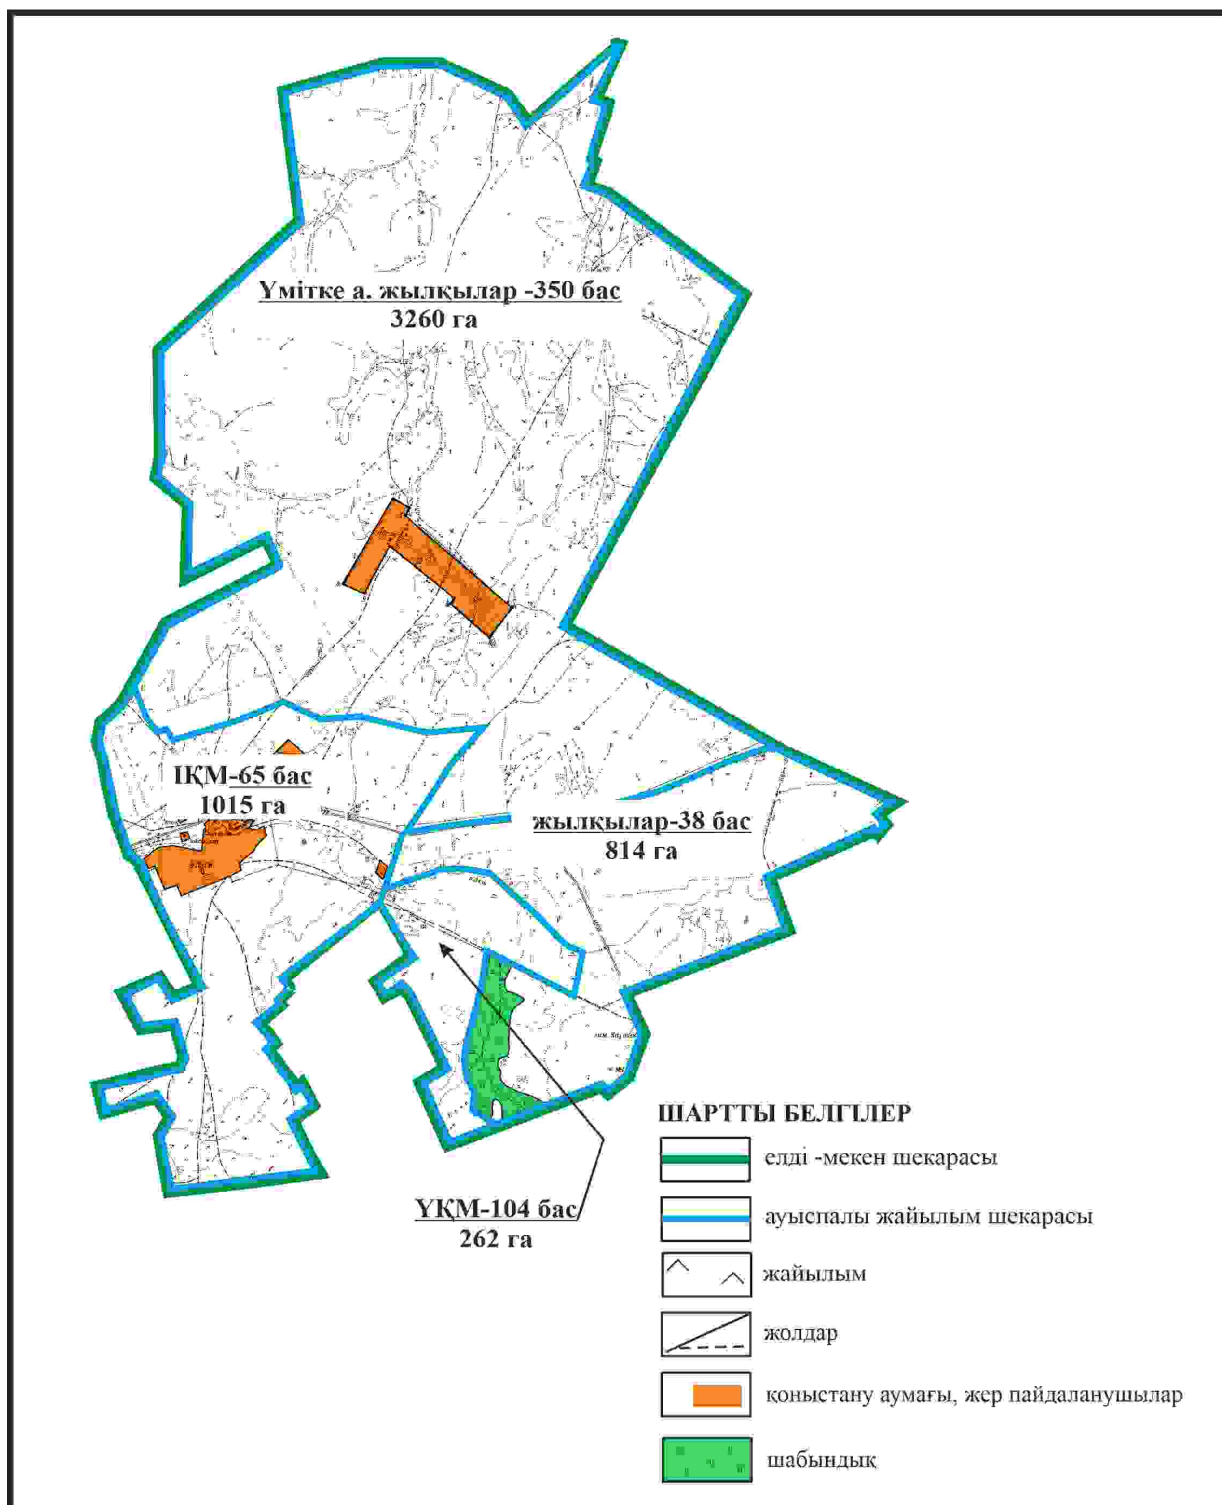 Үмітке а. жылқылар -350 бас
3260 га
ІҚМ-65 бас
1015 га
жылқылар-38 бас
814 га
ҮҚМ-104 бас
262 га
ШАРТТЫ БЕЛГІЛЕР
елді -мекен шекарасы
ауыспалы жайылым шекарасы
жайылым
жолдар
қоныстану аумағы, жер пайдаланушылар
шабындық